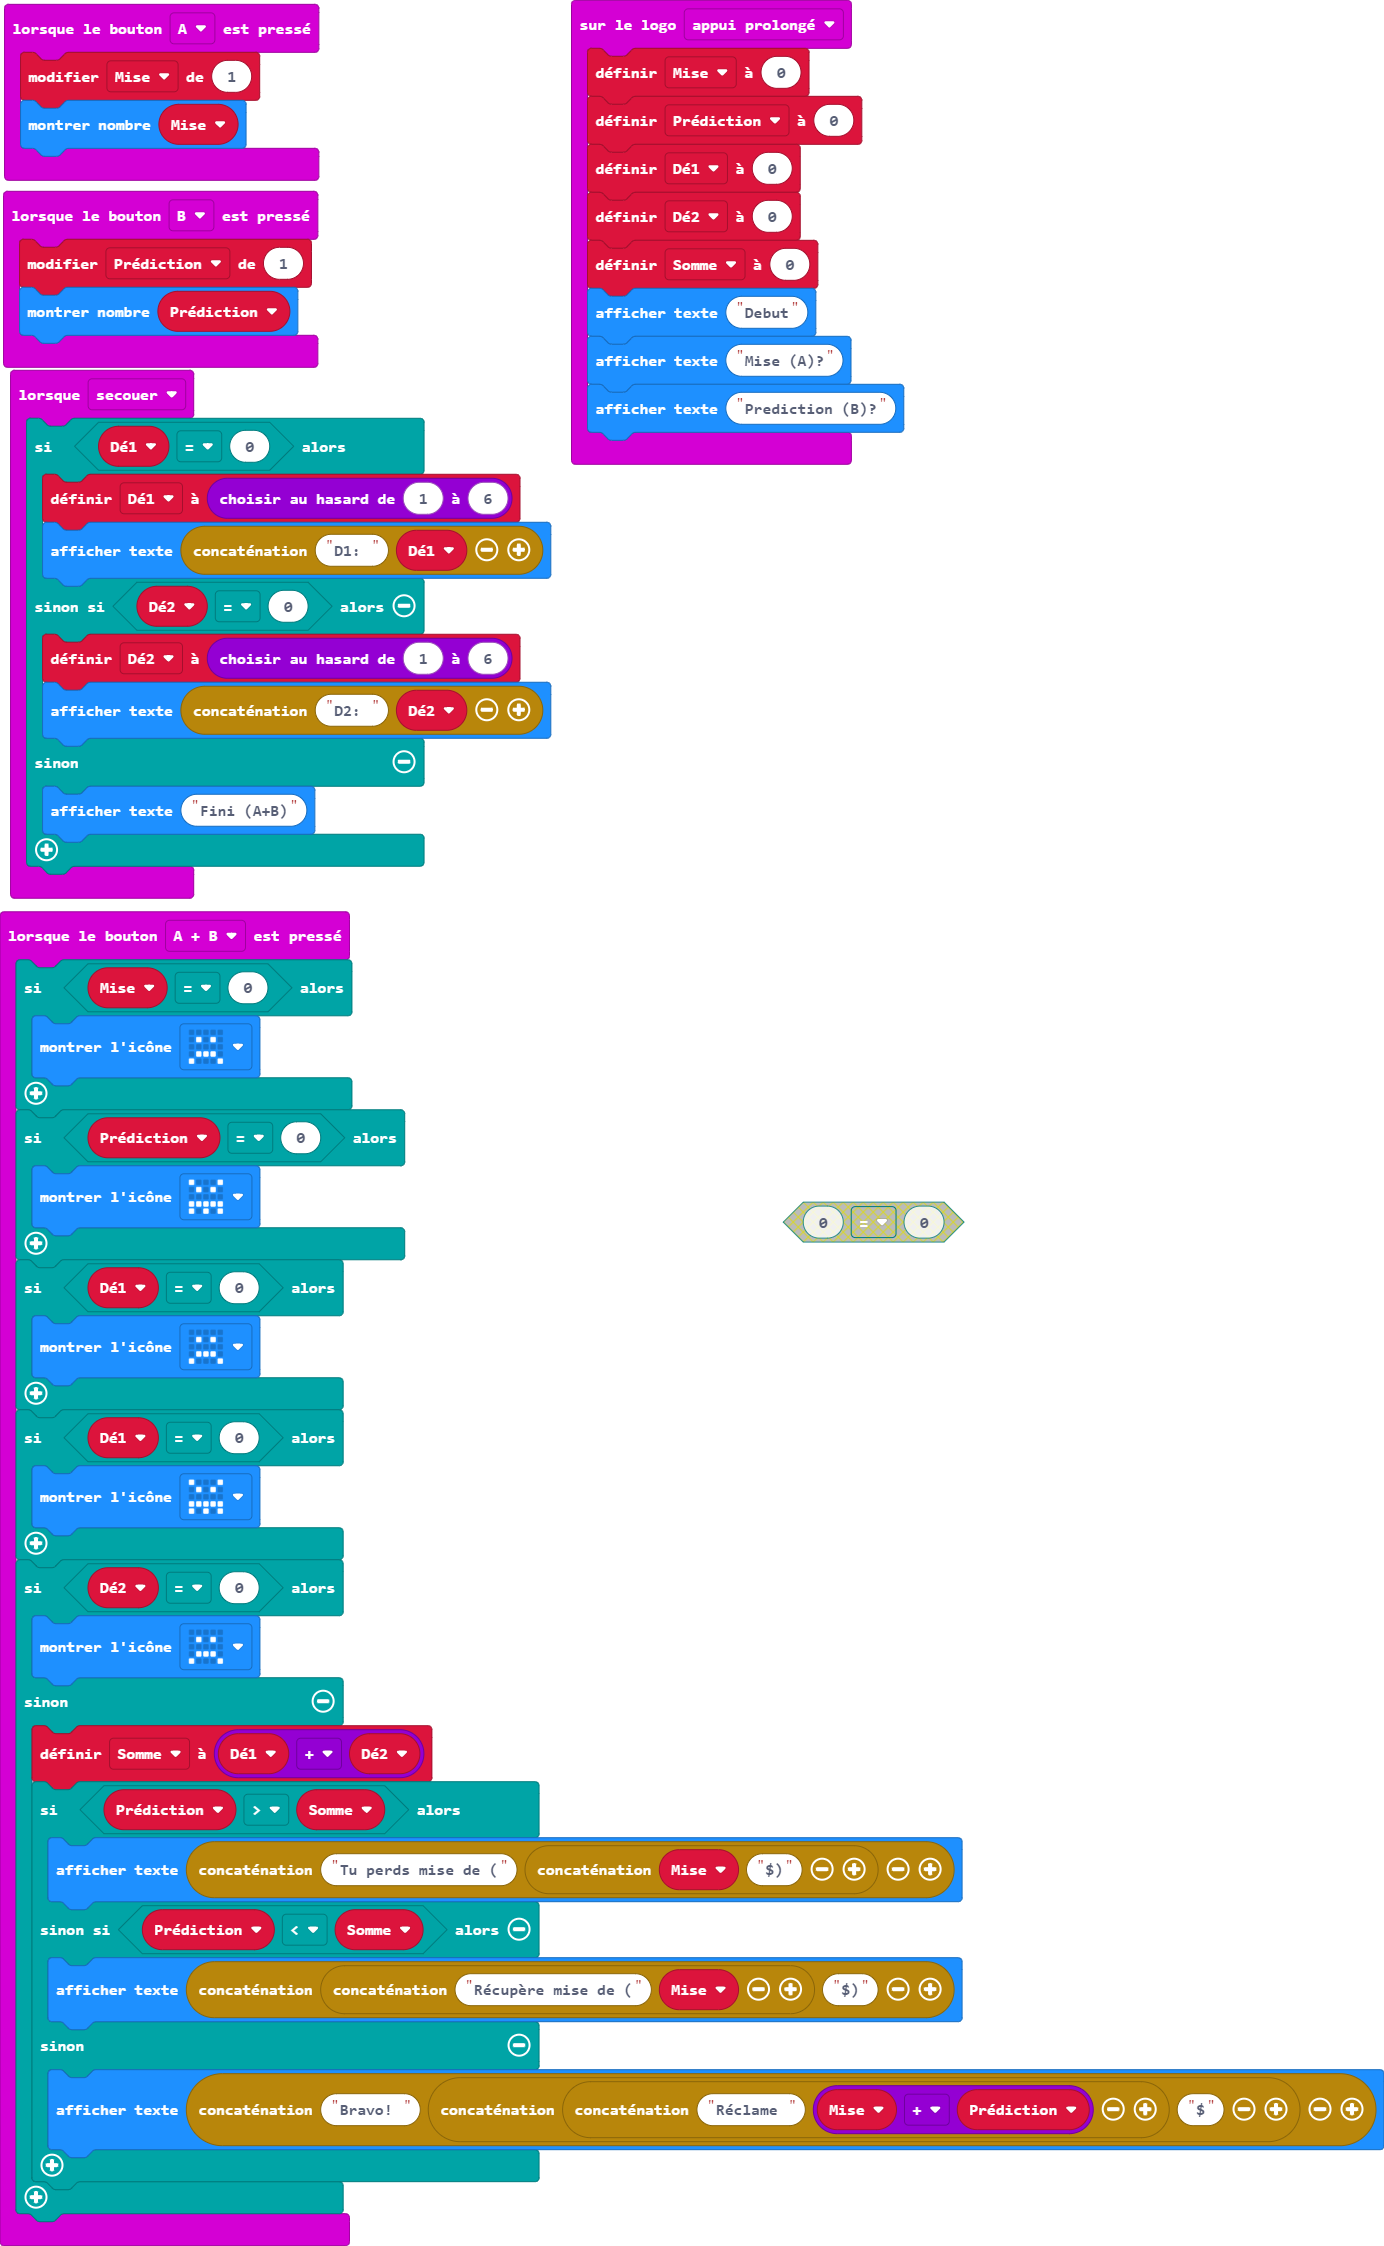 lorsque le bouton A est pressé
modifier Mise de 1
montrer nombre Mise
lorsque le bouton B est pressé
modifier Prédiction de 1
montrer nombre Prédiction
lorsque secouer
si Dé1 = 0 alors
définir Dé1 à choisir au hasard de 1 à 6
afficher texte concaténation "D1: " Dé1
sinon si Dé2 = 0 alors
définir Dé2 à choisir au hasard de 1 à 6
afficher texte concaténation "D2: " Dé2
sinon
afficher texte "Fini (A+B)"
sur le logo appui prolongé
définir Mise à 0
définir Prédiction à 0
définir Dé1 à 0
définir Dé2 à 0
définir Somme à 0
afficher texte "Debut"
afficher texte "Mise (A)?"
afficher texte "Prediction (B)?"
lorsque le bouton A + B est pressé
si Mise = 0 alors
montrer l'icône
si Prédiction = 0 alors
montrer l'icône
si Dé1 = 0 alors
montrer l'icône
si Dé1 = 0 alors
montrer l'icône
si Dé2 = 0 alors
montrer l'icône
sinon
définir Somme à Dé1 + Dé2
si Prédiction > Somme alors
afficher texte concaténation "Tu perds mise de (" concaténation Mise "$)"
sinon si Prédiction < Somme alors
afficher texte concaténation concaténation "Récupère mise de (" Mise "$)"
sinon
afficher texte concaténation "Bravo! " concaténation concaténation "Réclame " Mise + Prédiction "$"
0 = 0